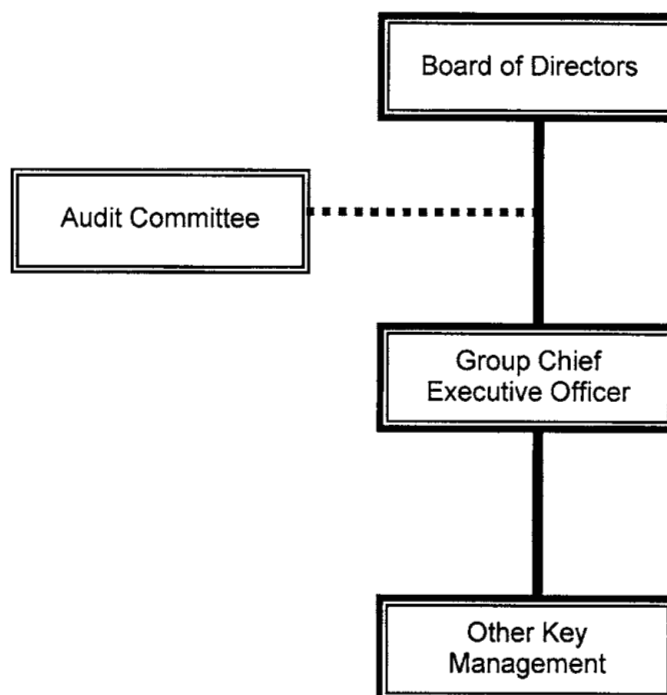 Board of Directors
Audit Committee
Group Chief
Executive Officer
Other Key
Management